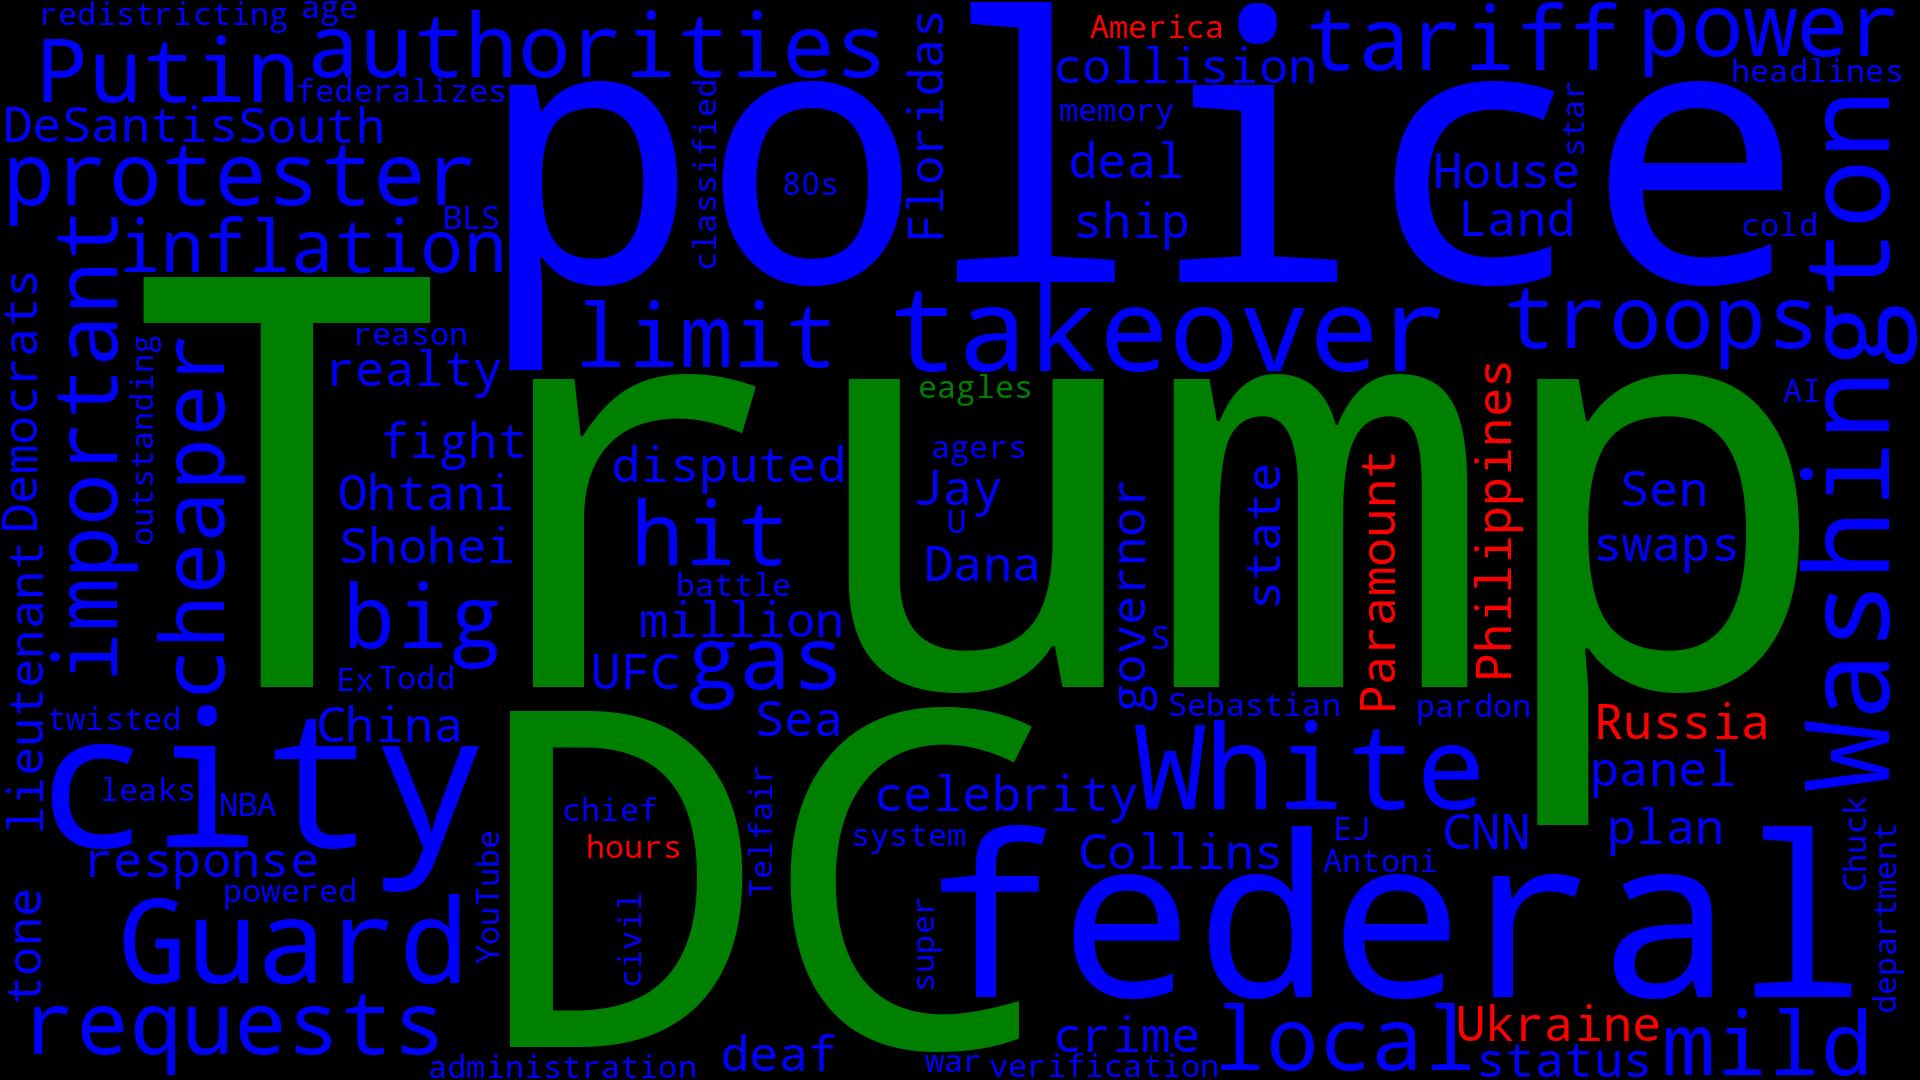 redistricting
age
authorities
Putin
federalizes
DeSantis
South
protester
BLS
inflation
classified
Floridas
police
80s
America
collision
tariff
power
headlines
memory
deal
ship
star
House
Land
cold
Washington
important
Democrats
outstanding
cheaper
Trump
reason
realty
limit
takeover
troops
eagles
AI
fight
Ohtani
Shohei
big
disputed
hit
battle
million
UFC
gas
agers
Jay
U
Dana
governor
S
state
Paramount
Philippines
Sen
swaps
lieutenant
Ex
Todd
twisted
China
Sea
Sebastian
pardon
Russia
panel
city
leaks
NBA
DC
chief
hours
civil
Telfair
celebrity
White
system
federal
Collins
EJ
Antoni
CNN
plan
Chuck
department
response
powered
YouTube
tone
Guard
super
requests
administration
deaf
war
crime
verification
local
Ukraine
status
mild